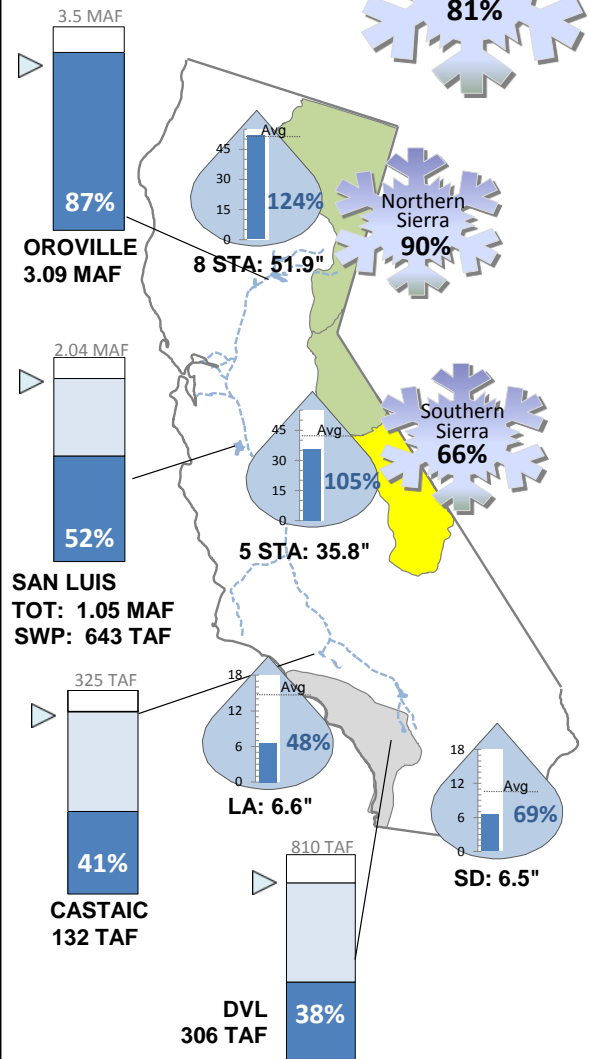 81%
3.5 MAF
87%
OROVILLE
3.09 MAF
Avg
45
30
15
0
124%
8 STA: 51.9"
Northern
Sierra
90%
2.04 MAF
52%
SAN LUIS
TOT: 1.05 MAF
SWP: 643 TAF
Avg
45
30
15
0
105%
5 STA: 35.8"
Southern
Sierra
66%
325 TAF
41%
CASTAIC
132 TAF
18
Avg
12
6
0
48%
LA: 6.6"
18
12
Avg
6
0
69%
SD: 6.5"
810 TAF
38%
DVL
306 TAF